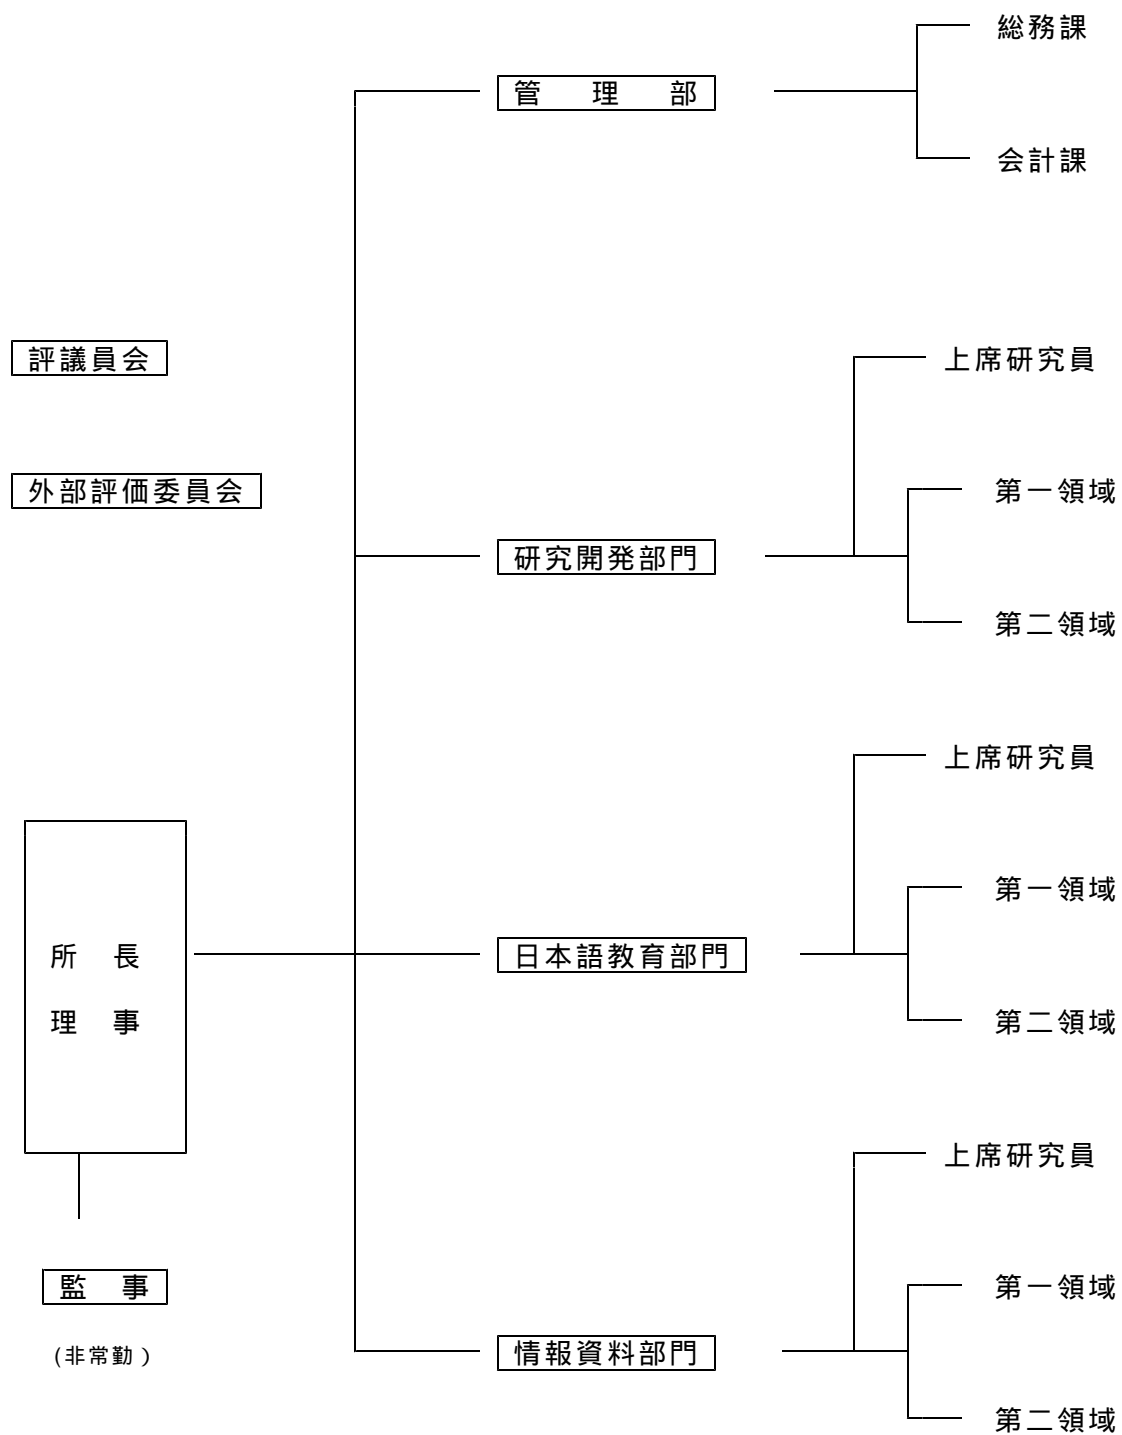 総務課
管理部
会計課
評議員会
上席研究員
外部評価委員会
第一領域
研究開発部門
第二領域
上席研究員
第一領域
所長
日本語教育部門
理事
第二領域
上席研究員
監事
第一領域
(非常勤)
情報資料部門
第二領域